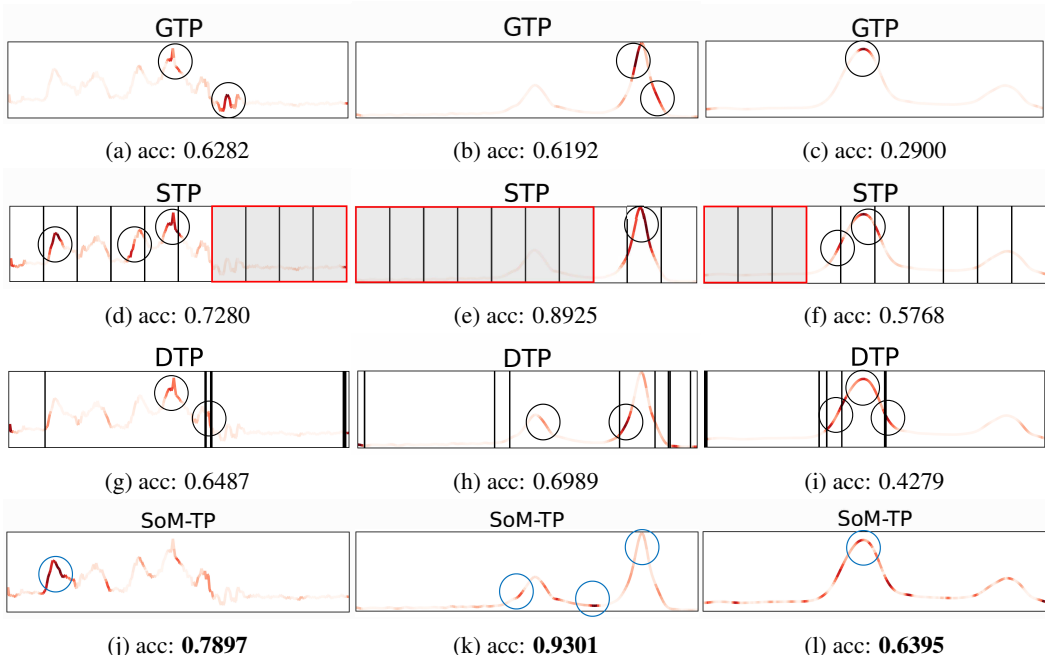 GTP GTP GTP
(a) acc: 0.6282 (b) acc: 0.6192 (c) acc: 0.2900
STP STP STP
(d) acc: 0.7280 (e) acc: 0.8925 (f) acc: 0.5768
DTP DTP DTP
(g) acc: 0.6487 (h) acc: 0.6989 (i) acc: 0.4279
SoM-TP SoM-TP SoM-TP
(j) acc: 0.7897 (k) acc: 0.9301 (l) acc: 0.6395